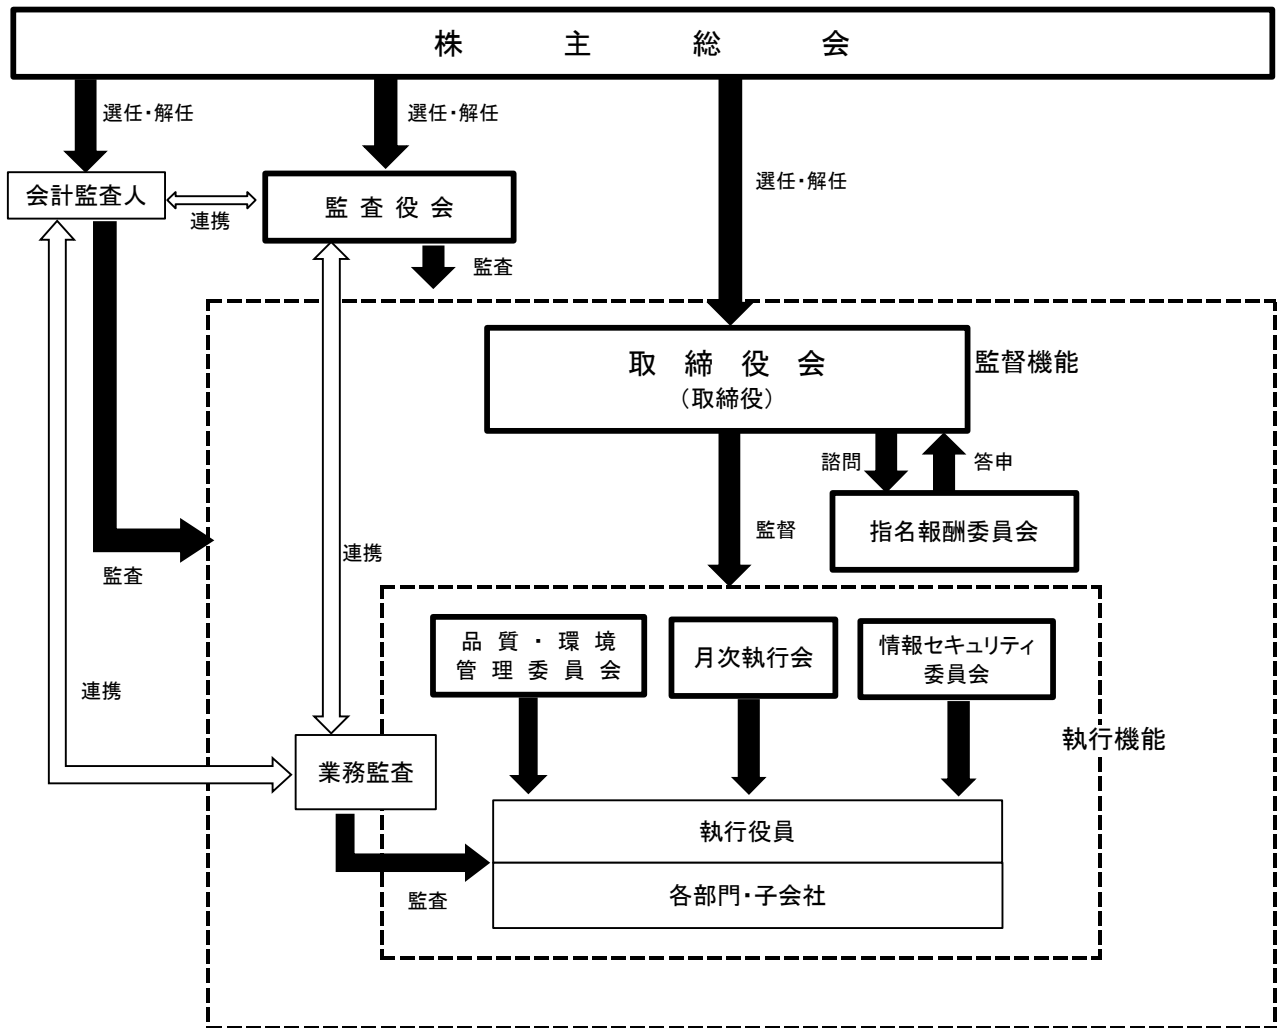 株主総会
選任・解任
選任・解任
選任・解任
会計監査人
連携
監査役会
監査
取締役会
（取締役）
監督機能
諮問
答申
指名報酬委員会
監督
連携
監査
連携
品質・環境
管理委員会
月次執行会
情報セキュリティ
委員会
執行機能
業務監査
監査
執行役員
各部門・子会社